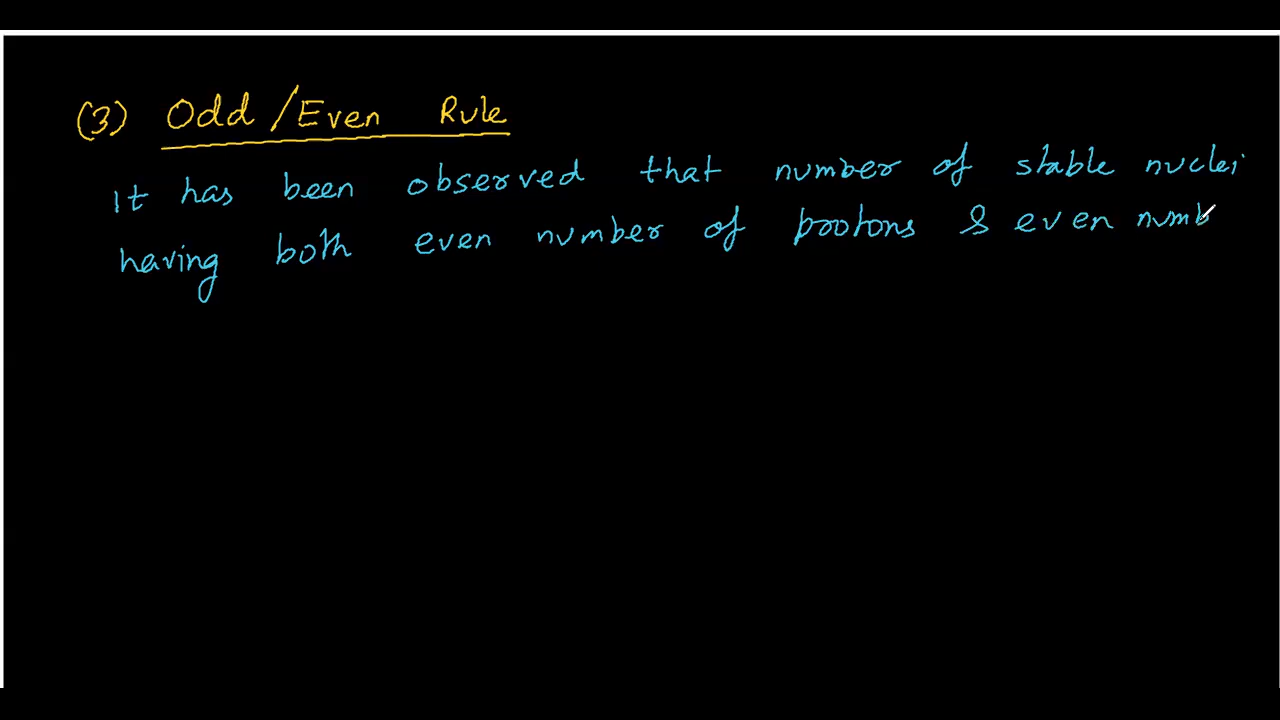 (3) Odd/Even Rule
It has been observed that number of stable nuclei
having both even number of protons & even numb